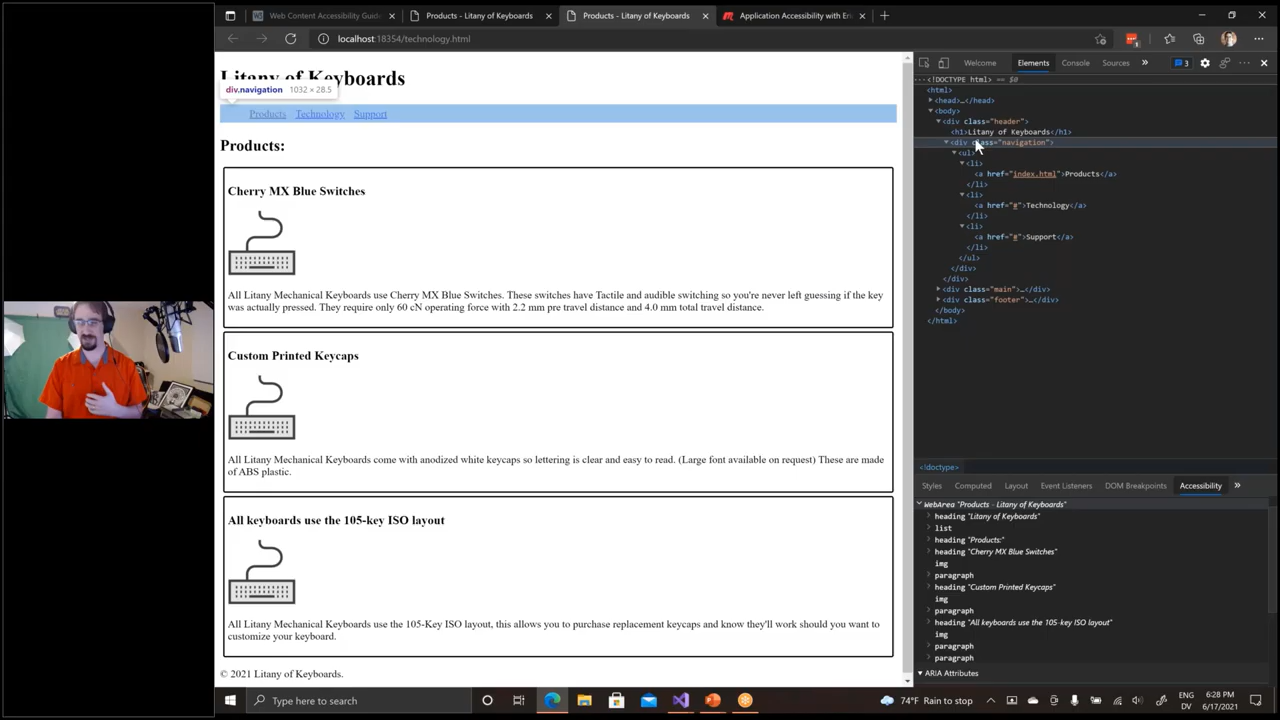 Web Content Accessibility Guide
Products - Litany of Keyboards
Products - Litany of Keyboards
Application Accessibility with Em
localhost:18354/technology.html
Litany of Keyboards
div.navigation 1032 × 28.5
Products Technology Support
Products:
Cherry MX Blue Switches
All Litany Mechanical Keyboards use Cherry MX Blue Switches. These switches have Tactile and audible switching so you're never left guessing if the key
was actually pressed. They require only 60 cN operating force with 2.2 mm pre travel distance and 4.0 mm total travel distance.
Custom Printed Keycaps
All Litany Mechanical Keyboards come with anodized white keycaps so lettering is clear and easy to read. (Large font available on request) These are made
of ABS plastic.
All keyboards use the 105-key ISO layout
All Litany Mechanical Keyboards use the 105-Key ISO layout, this allows you to purchase replacement keycaps and know they'll work should you want to
customize your keyboard.
© 2021 Litany of Keyboards.
Welcome Elements Console Sources 3
<!DOCTYPE html> == $0
<html>
<head>…</head>
<body>
<div class="header">
<h1>Litany of Keyboards</h1>
<div class="navigation">
<ul>
<li>
<a href="index.html">Products</a>
</li>
<li>
<a href="#">Technology</a>
</li>
<li>
<a href="#">Support</a>
</li>
</ul>
</div>
</div>
<div class="main">…</div>
<div class="footer">…</div>
</body>
</html>
<!doctype>
Styles Computed Layout Event Listeners DOM Breakpoints Accessibility
WebArea "Products - Litany of Keyboards"
heading "Litany of Keyboards"
list
heading "Products:"
heading "Cherry MX Blue Switches"
img
paragraph
heading "Custom Printed Keycaps"
img
paragraph
heading "All keyboards use the 105-key ISO layout"
img
paragraph
paragraph
ARIA Attributes
Type here to search
74°F Rain to stop
ENG
DV
6:28 PM
6/17/2021